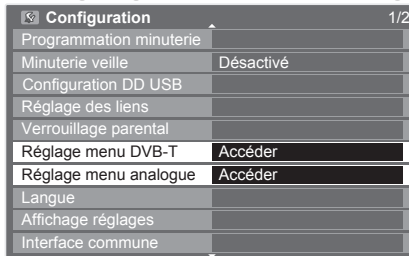 Configuration 1/2
Programmation minuterie
Minuterie veille Désactivé
Configuration DD USB
Réglage des liens
Verrouillage parental
Réglage menu DVB-T Accéder
Réglage menu analogue Accéder
Langue
Affichage réglages
Interface commune